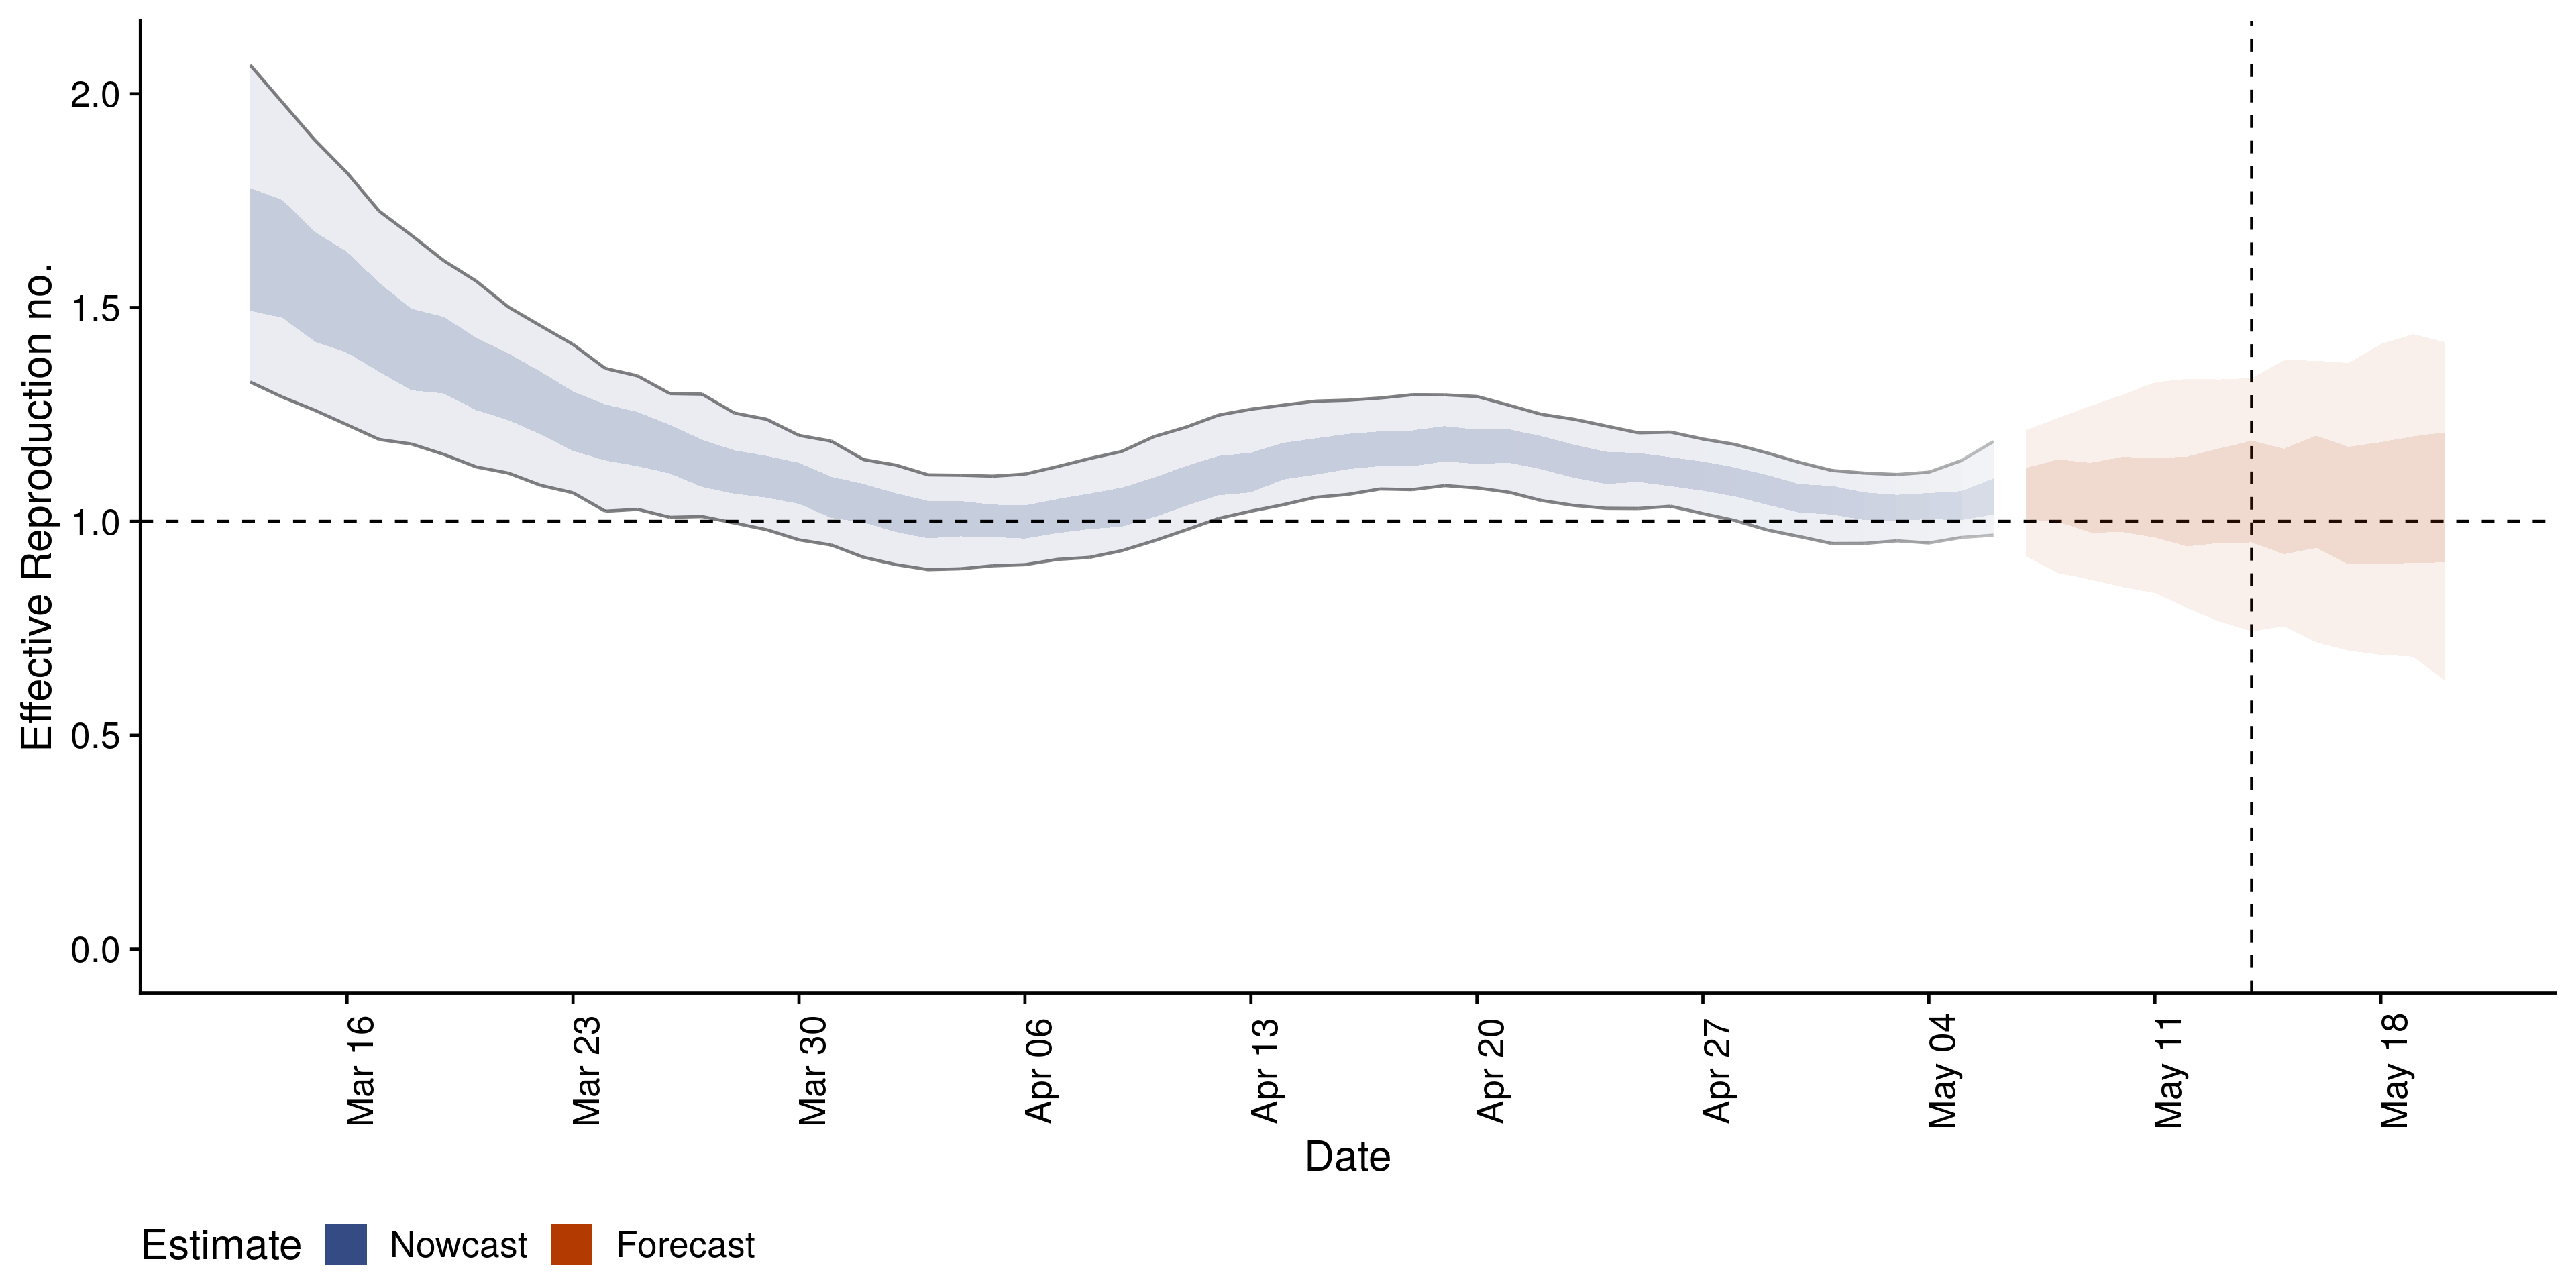 Effective Reproduction no.
2.0
1.5
1.0
0.5
0.0
Mar 16
Mar 23
Mar 30
Apr 06
Apr 13
Apr 20
Apr 27
May 04
May 11
May 18
Date
Estimate Nowcast Forecast